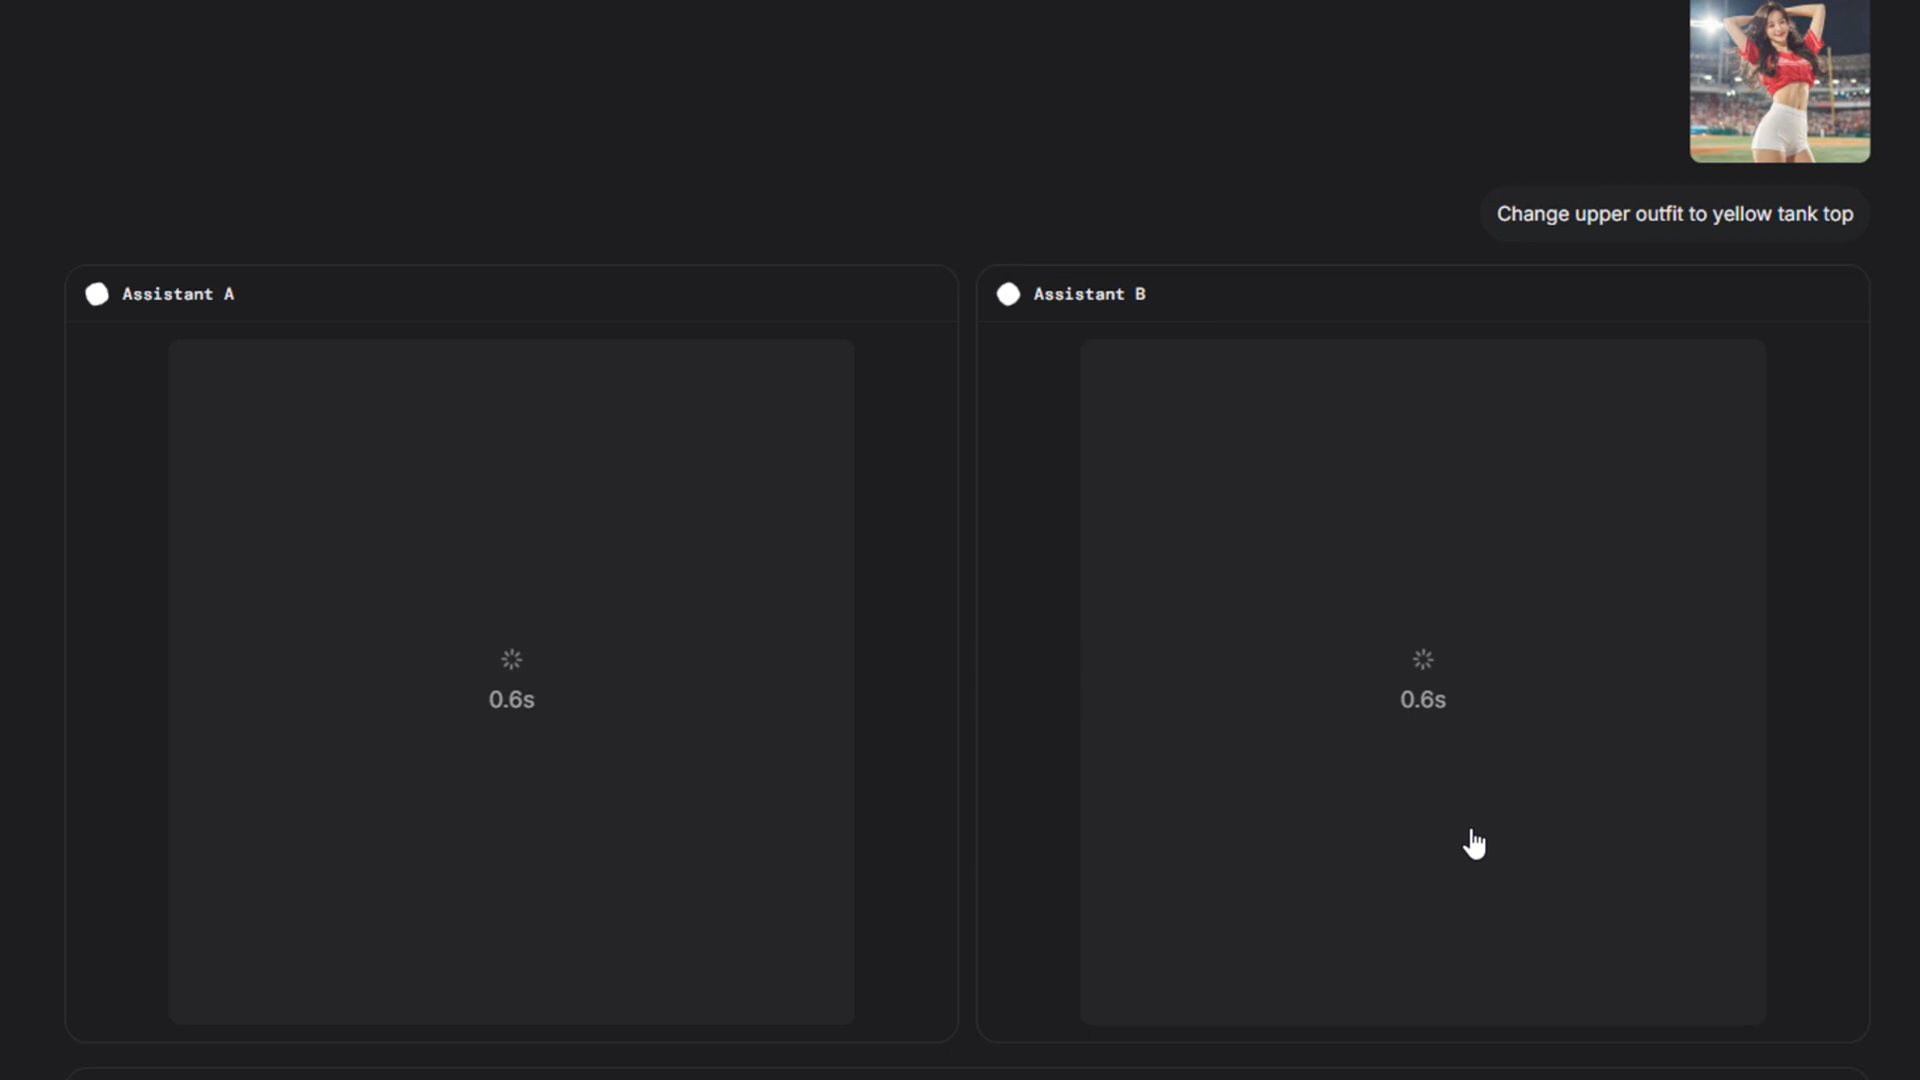 Change upper outfit to yellow tank top
Assistant A
Assistant B
0.6s
0.6s